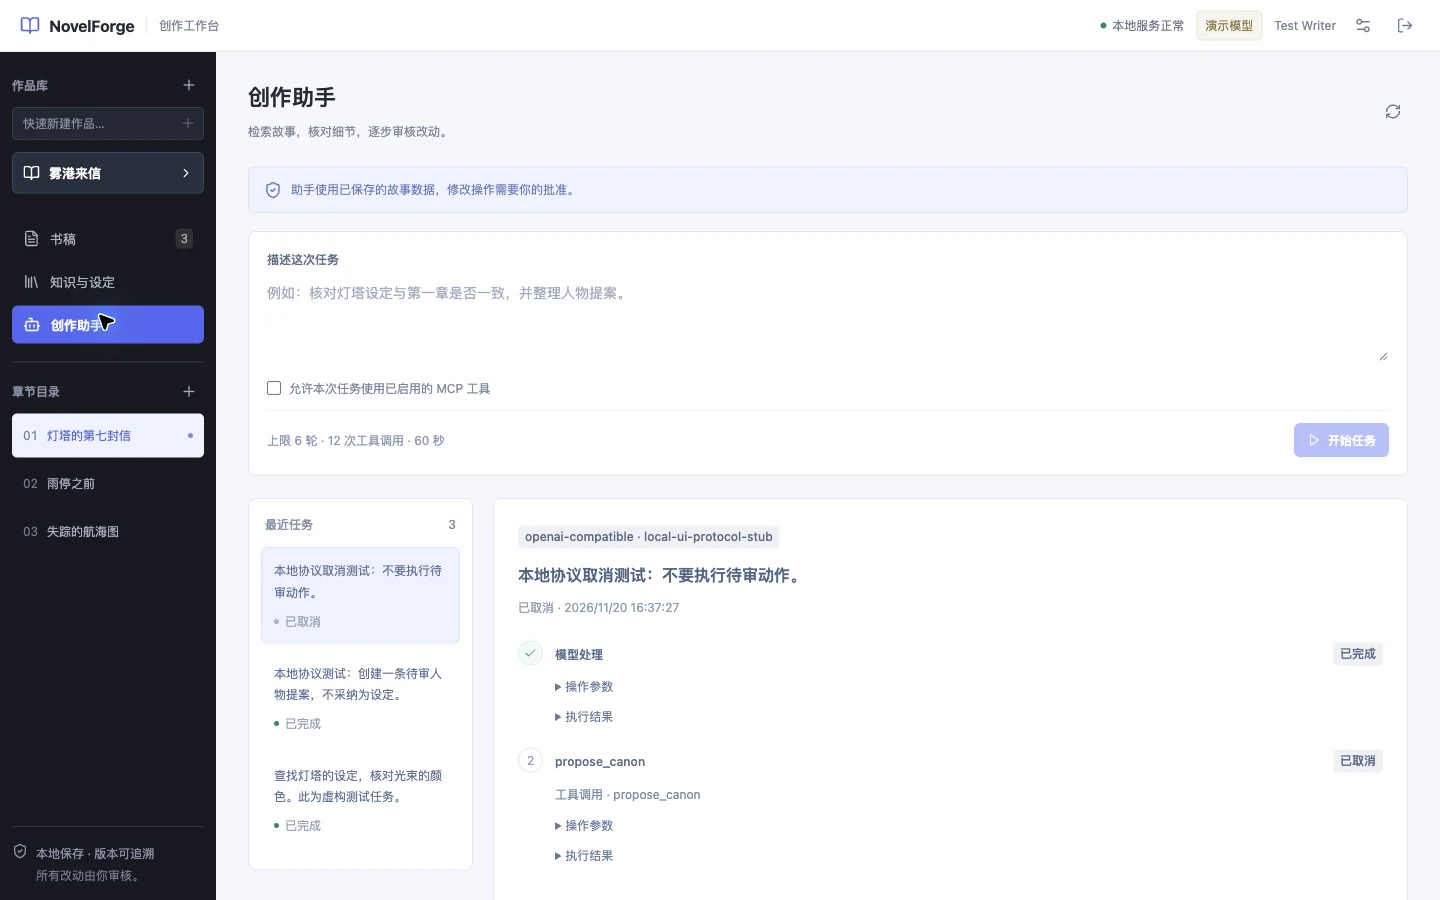 NovelForge
创作工作台
本地服务正常
演示模型
Test Writer
作品库
快速新建作品...
雾港来信
书稿
3
知识与设定
创作助手
章节目录
01 灯塔的第七封信
02 雨停之前
03 失踪的航海图
本地保存 · 版本可追溯
所有改动由你审核。
创作助手
检索故事，核对细节，逐步审核改动。
助手使用已保存的故事数据，修改操作需要你的批准。
描述这次任务
例如：核对灯塔设定与第一章是否一致，并整理人物提案。
允许本次任务使用已启用的 MCP 工具
上限 6 轮 · 12 次工具调用 · 60 秒
开始任务
最近任务
3
本地协议取消测试：不要执行待
审动作。
已取消
本地协议测试：创建一条待审人
物提案，不采纳为设定。
已完成
查找灯塔的设定，核对光束的颜
色。此为虚构测试任务。
已完成
openai-compatible · local-ui-protocol-stub
本地协议取消测试：不要执行待审动作。
已取消 · 2026/11/20 16:37:27
模型处理
已完成
操作参数
执行结果
2
propose_canon
已取消
工具调用 · propose_canon
操作参数
执行结果